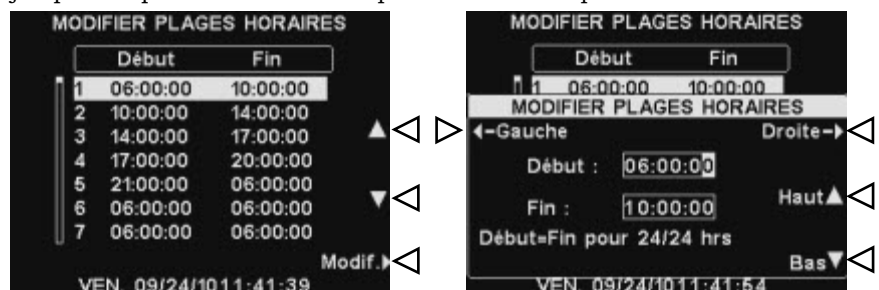 MODIFIER PLAGES HORAIRES
Début Fin
1 06:00:00 10:00:00
2 10:00:00 14:00:00
3 14:00:00 17:00:00
4 17:00:00 20:00:00
5 21:00:00 06:00:00
6 06:00:00 06:00:00
7 06:00:00 06:00:00
Modif.
VEN. 09/24/10 11:41:39
MODIFIER PLAGES HORAIRES
Début Fin
1 06:00:00 10:00:00
MODIFIER PLAGES HORAIRES
-Gauche Droite-
Début : 06:00:00
Haut
Fin : 10:00:00
Début=Fin pour 24/24 hrs
Bas
VEN. 09/24/10 11:41:54